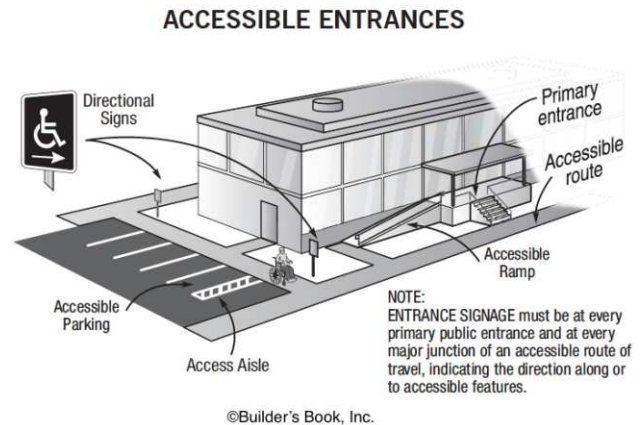 ACCESSIBLE ENTRANCES
Directional
Signs
Primary
entrance
Accessible
route
Accessible
Ramp
Accessible
Parking
Access Aisle
NOTE:
ENTRANCE SIGNAGE must be at every
primary public entrance and at every
major junction of an accessible route of
travel, indicating the direction along or
to accessible features.
©Builder's Book, Inc.